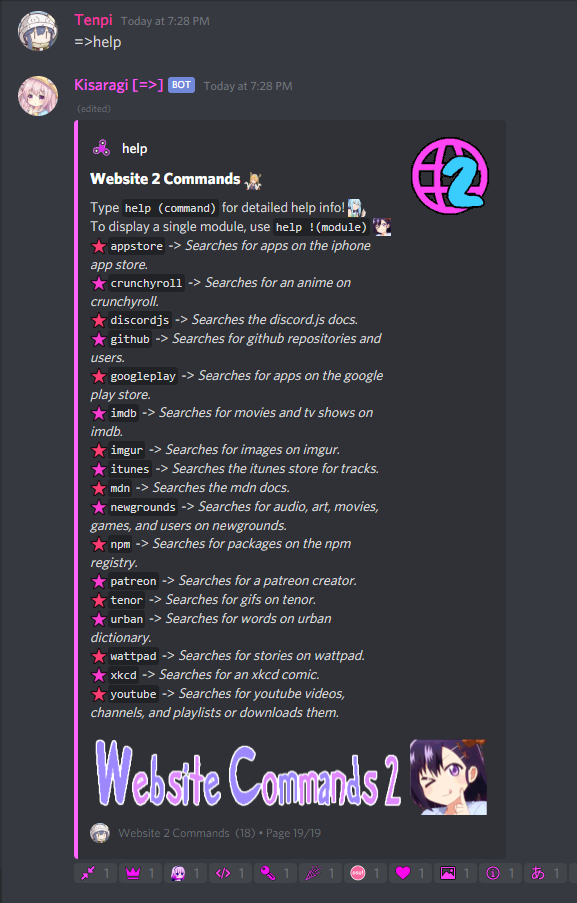 Tenpi Today at 7:28 PM
=>help
Kisaragi [=>] BOT Today at 7:28 PM
(edited)
help
2
Website 2 Commands
Type help (command) for detailed help info!
To display a single module, use help !(module)
appstore -> Searches for apps on the iphone
app store.
crunchyroll -> Searches for an anime on
crunchyroll.
discordjs -> Searches the discord.js docs.
github -> Searches for github repositories and
users.
googleplay -> Searches for apps on the google
play store.
imdb -> Searches for movies and tv shows on
imdb.
imgur -> Searches for images on imgur.
itunes -> Searches the itunes store for tracks.
mdn -> Searches the mdn docs.
newgrounds -> Searches for audio, art, movies,
games, and users on newgrounds.
npm -> Searches for packages on the npm
registry.
patreon -> Searches for a patreon creator.
tenor -> Searches for gifs on tenor.
urban -> Searches for words on urban
dictionary.
wattpad -> Searches for stories on wattpad.
xkcd -> Searches for an xkcd comic.
youtube -> Searches for youtube videos,
channels, and playlists or downloads them.
Website Commands 2
Website 2 Commands (18) • Page 19/19
1 1 1 </> 1 1 1 osu! 1 1 1 1 あ 1